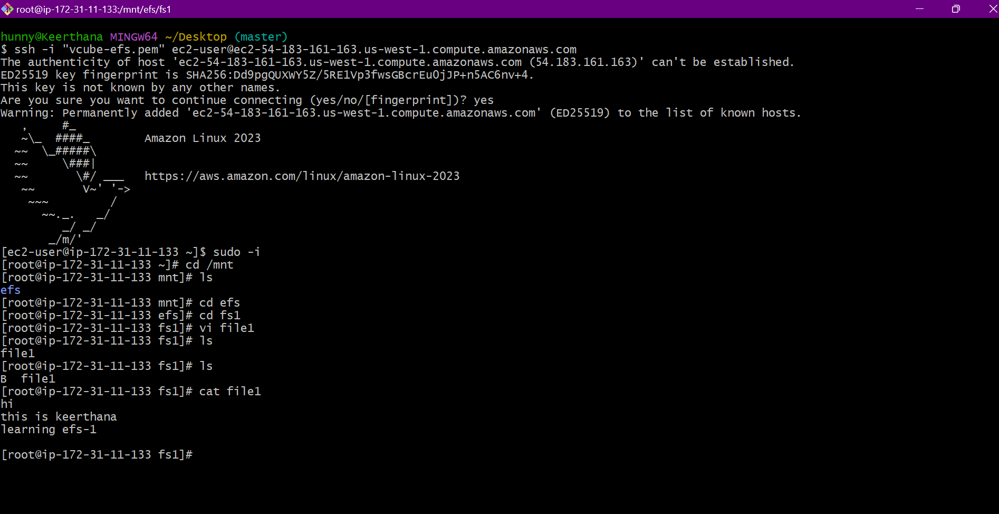 root@ip-172-31-11-133:/mnt/efs/fs1
hunny@Keerthana MINGW64 ~/Desktop (master)
$ ssh -i "vcube-efs.pem" ec2-user@ec2-54-183-161-163.us-west-1.compute.amazonaws.com
The authenticity of host 'ec2-54-183-161-163.us-west-1.compute.amazonaws.com (54.183.161.163)' can't be established.
ED25519 key fingerprint is SHA256:Dd9pgQUXWY5Z/5RE1Vp3fwsGBcrEu0jJP+n5AC6nv+4.
This key is not known by any other names.
Are you sure you want to continue connecting (yes/no/[fingerprint])? yes
Warning: Permanently added 'ec2-54-183-161-163.us-west-1.compute.amazonaws.com' (ED25519) to the list of known hosts.
   ,     #_
   ~\_  ####_        Amazon Linux 2023
  ~~  \_#####\
  ~~     \###|
  ~~       \#/ ___   https://aws.amazon.com/linux/amazon-linux-2023
   ~~       V~' '->
    ~~~         /
      ~~._.   _/
         _/ _/
       _/m/'
[ec2-user@ip-172-31-11-133 ~]$ sudo -i
[root@ip-172-31-11-133 ~]# cd /mnt
[root@ip-172-31-11-133 mnt]# ls
efs
[root@ip-172-31-11-133 mnt]# cd efs
[root@ip-172-31-11-133 efs]# cd fs1
[root@ip-172-31-11-133 fs1]# vi file1
[root@ip-172-31-11-133 fs1]# ls
file1
[root@ip-172-31-11-133 fs1]# ls
B  file1
[root@ip-172-31-11-133 fs1]# cat file1
hi
this is keerthana
learning efs-1
[root@ip-172-31-11-133 fs1]#